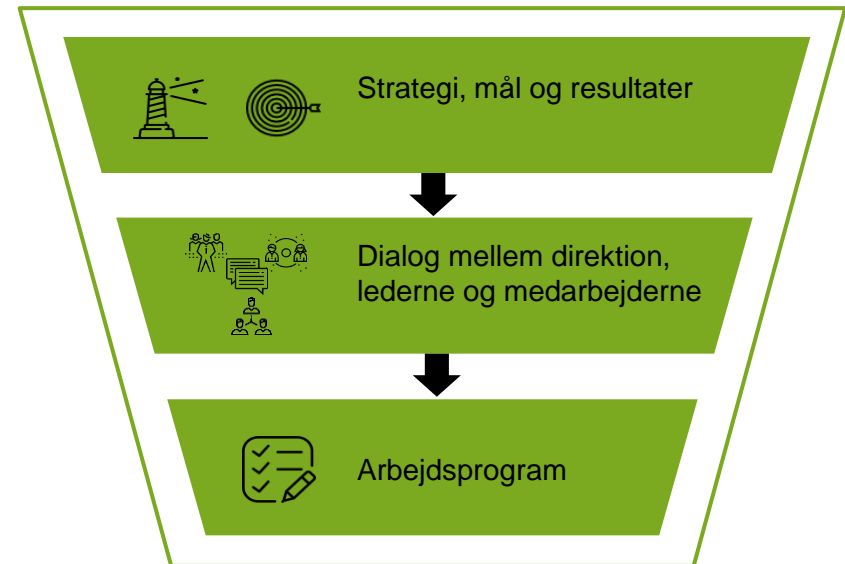 Strategi, mål og resultater
Dialog mellem direktion,
lederne og medarbejderne
Arbejdsprogram